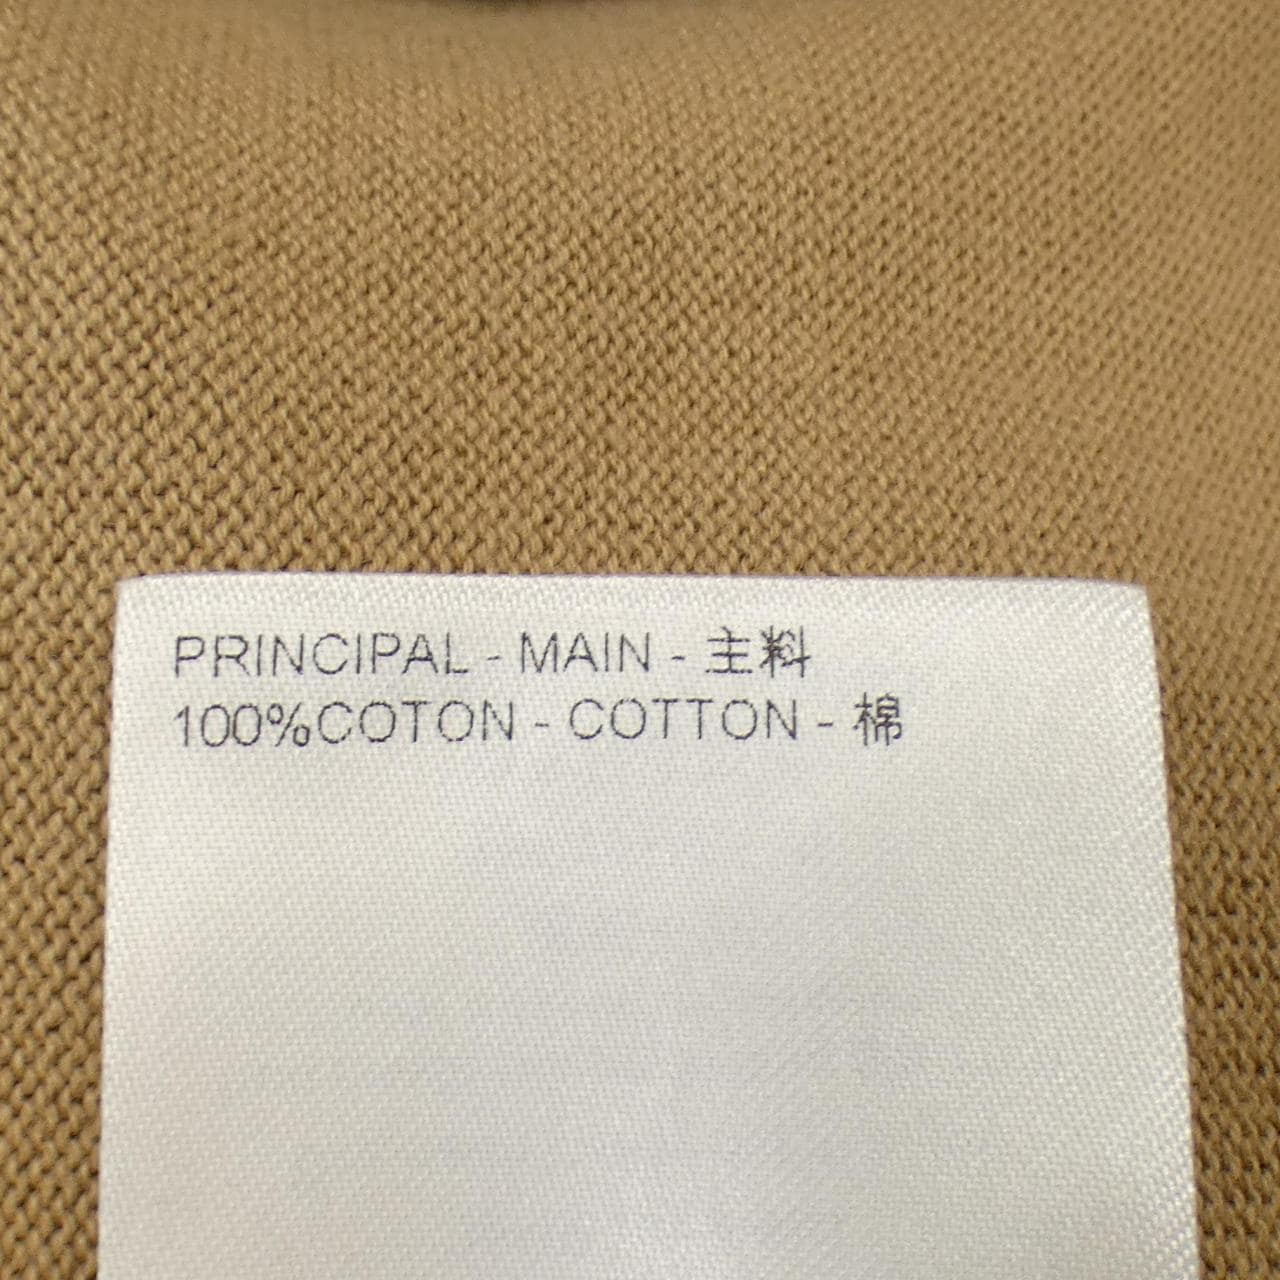 PRINCIPAL - MAIN - 主料
100%COTON - COTTON - 棉